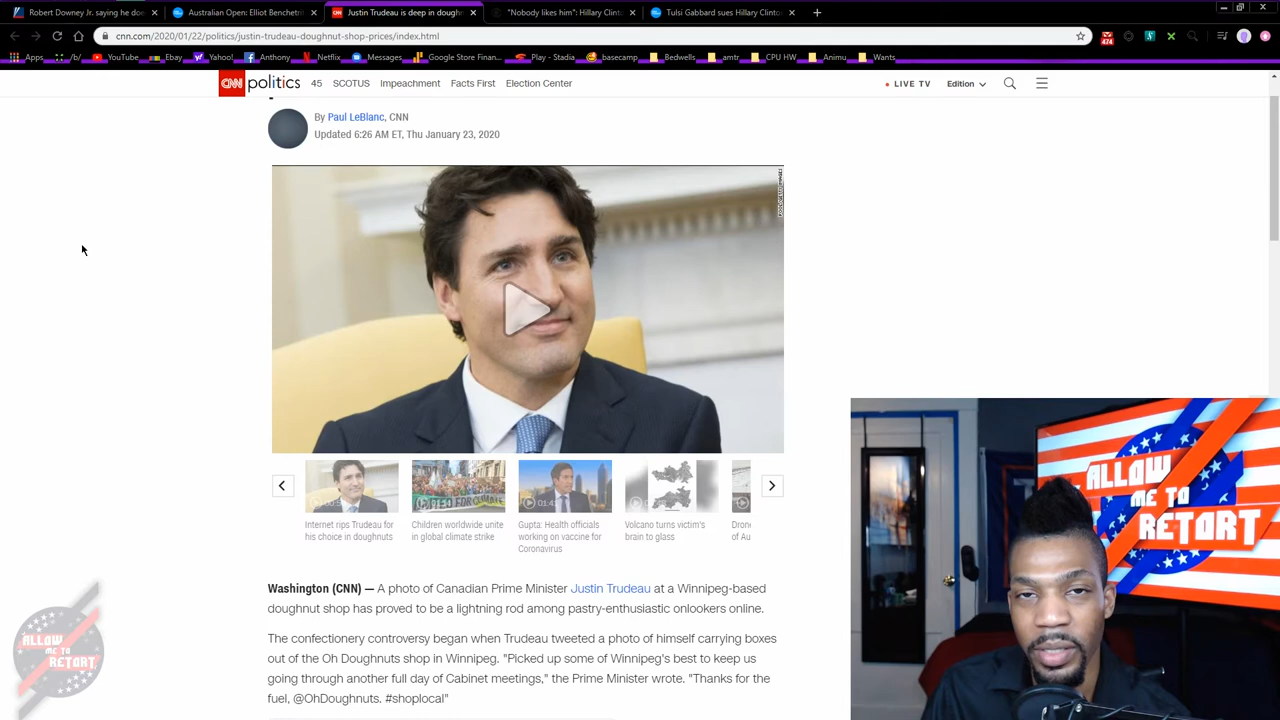 Robert Downey Jr. saying he doe
Australian Open: Elliot Benchetri
Justin Trudeau is deep in doughn
"Nobody likes him": Hillary Clint
Tulsi Gabbard sues Hillary Clinto
cnn.com/2020/01/22/politics/justin-trudeau-doughnut-shop-prices/index.html
474
Apps
/b/
YouTube
Ebay
Yahoo!
Anthony
Netflix
Messages
Google Store Finan...
Play - Stadia
basecamp
Bedwells
amtr
CPU HW
Animu
Wants
CNN politics
45
SCOTUS
Impeachment
Facts First
Election Center
LIVE TV
Edition
By Paul LeBlanc, CNN
Updated 6:26 AM ET, Thu January 23, 2020
Internet rips Trudeau for
his choice in doughnuts
Children worldwide unite
in global climate strike
Gupta: Health officials
working on vaccine for
Coronavirus
Volcano turns victim's
brain to glass
Dron
of Au
Washington (CNN) — A photo of Canadian Prime Minister Justin Trudeau at a Winnipeg-based
doughnut shop has proved to be a lightning rod among pastry-enthusiastic onlookers online.
The confectionery controversy began when Trudeau tweeted a photo of himself carrying boxes
out of the Oh Doughnuts shop in Winnipeg. "Picked up some of Winnipeg's best to keep us
going through another full day of Cabinet meetings," the Prime Minister wrote. "Thanks for the
fuel, @OhDoughnuts. #shoplocal"
ALLOW
ME TO
RETORT
ALLOW
ME TO
RETORT